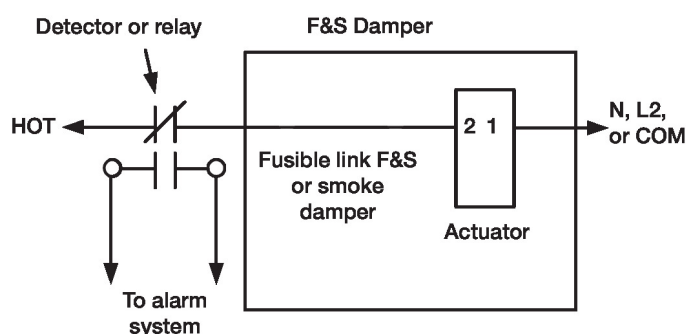 Detector or relay
F&S Damper
HOT
2 1
N, L2,
or COM
Fusible link F&S
or smoke
damper
Actuator
To alarm
system